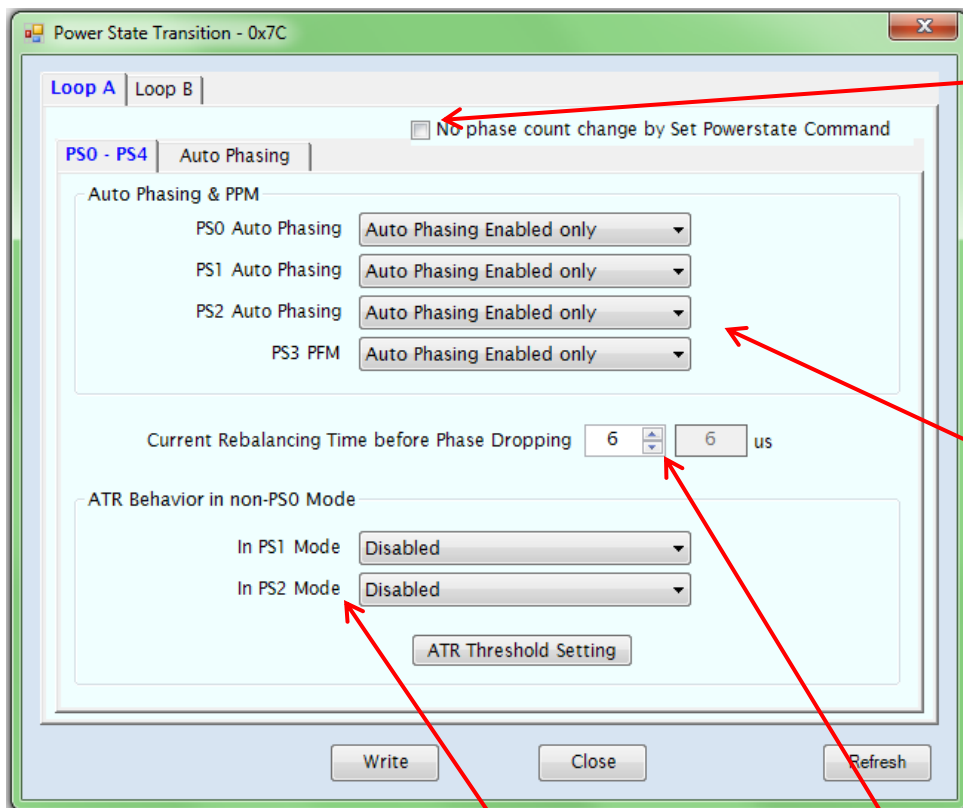 Power State Transition - 0x7C
x
Loop A Loop B
No phase count change by Set Powerstate Command
PS0 - PS4 Auto Phasing
Auto Phasing & PPM
PS0 Auto Phasing Auto Phasing Enabled only
PS1 Auto Phasing Auto Phasing Enabled only
PS2 Auto Phasing Auto Phasing Enabled only
PS3 PFM Auto Phasing Enabled only
Current Rebalancing Time before Phase Dropping 6 6 us
ATR Behavior in non-PS0 Mode
In PS1 Mode Disabled
In PS2 Mode Disabled
ATR Threshold Setting
Write Close Refresh